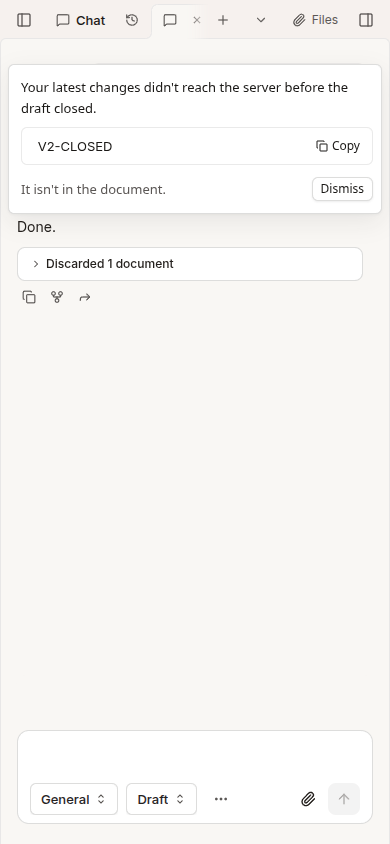 Chat
Files
Your latest changes didn't reach the server before the
draft closed.
V2-CLOSED
Copy
It isn't in the document.
Dismiss
Done.
Discarded 1 document
General
Draft